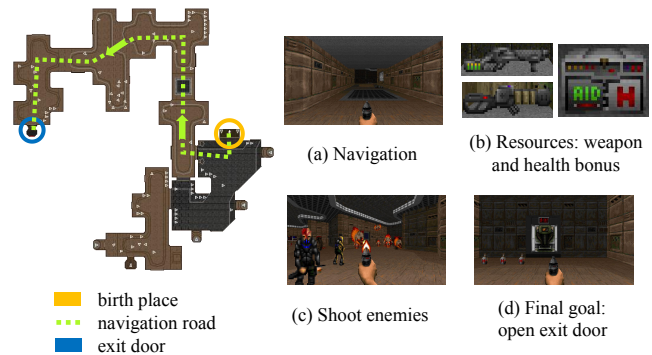 birth place
navigation road
exit door
(a) Navigation
AID H
(b) Resources: weapon
and health bonus
(c) Shoot enemies
(d) Final goal:
open exit door